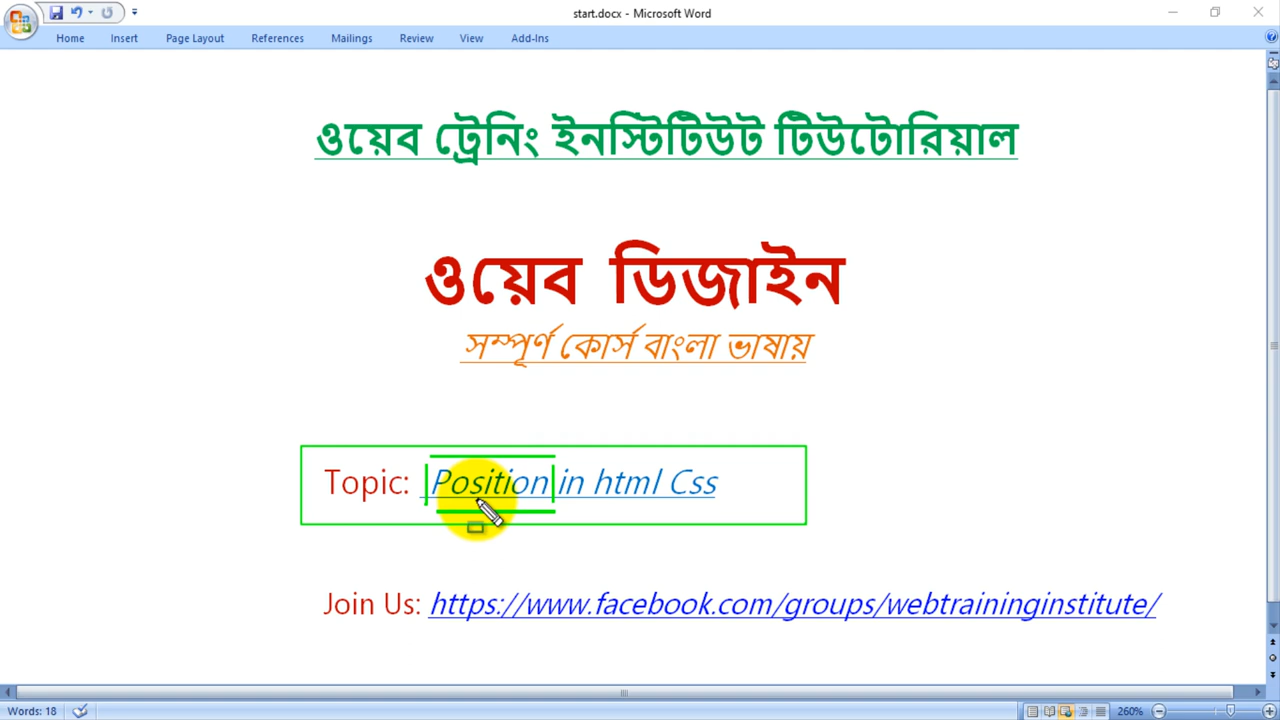 start.docx - Microsoft Word
Home Insert Page Layout References Mailings Review View Add-Ins
ওয়েব ট্রেনিং ইনস্টিটিউট টিউটোরিয়াল
ওয়েব ডিজাইন
সম্পূর্ণ কোর্স বাংলা ভাষায়
Topic: Position in html Css
Join Us: https://www.facebook.com/groups/webtraininginstitute/
Words: 18 260%